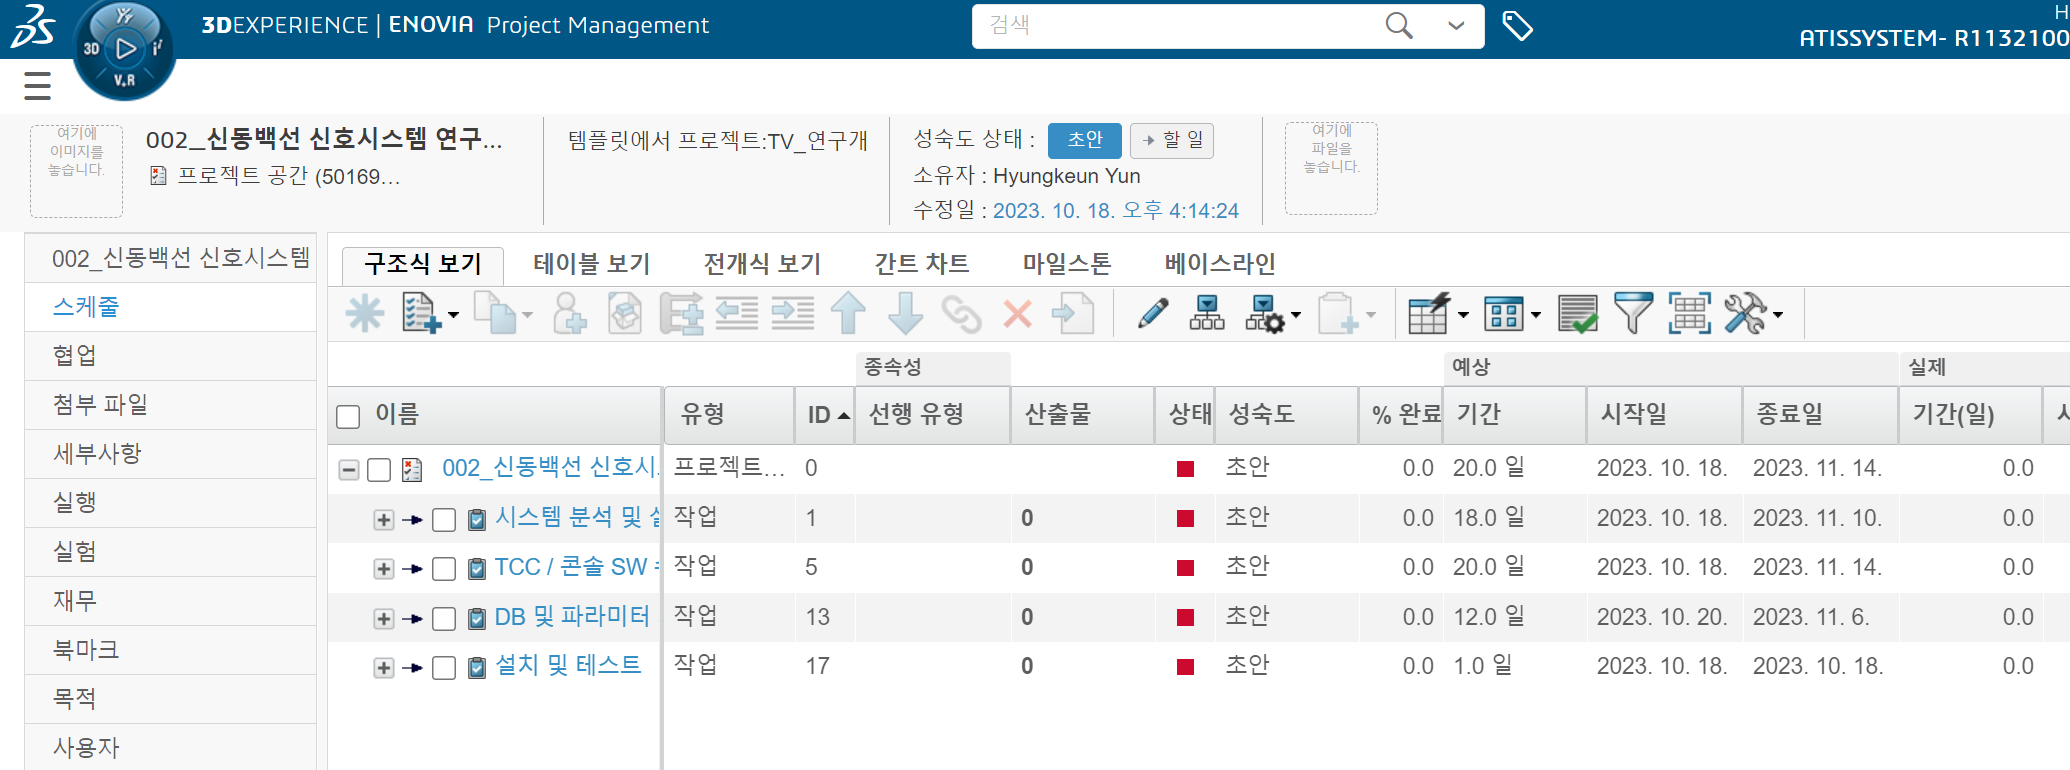 3DEXPERIENCE | ENOVIA Project Management
검색
H
ATISSYSTEM- R1132100
3D
i²
V.R
여기에
이미지를
놓습니다.
002_신동백선 신호시스템 연구...
프로젝트 공간 (50169...
템플릿에서 프로젝트:TV_연구개
성숙도 상태 : 초안 할 일
소유자 : Hyungkeun Yun
수정일 : 2023. 10. 18. 오후 4:14:24
여기에
파일을
놓습니다.
002_신동백선 신호시스템
스케줄
협업
첨부 파일
세부사항
실행
실험
재무
북마크
목적
사용자
구조식 보기 테이블 보기 전개식 보기 간트 차트 마일스톤 베이스라인
종속성 예상 실제
이름 유형 ID 선행 유형 산출물 상태 성숙도 % 완료 기간 시작일 종료일 기간(일)
002_신동백선 신호시 프로젝트... 0 초안 0.0 20.0 일 2023. 10. 18. 2023. 11. 14. 0.0
시스템 분석 및 작업 1 0 초안 0.0 18.0 일 2023. 10. 18. 2023. 11. 10. 0.0
TCC / 콘솔 SW 작업 5 0 초안 0.0 20.0 일 2023. 10. 18. 2023. 11. 14. 0.0
DB 및 파라미터 작업 13 0 초안 0.0 12.0 일 2023. 10. 20. 2023. 11. 6. 0.0
설치 및 테스트 작업 17 0 초안 0.0 1.0 일 2023. 10. 18. 2023. 10. 18. 0.0